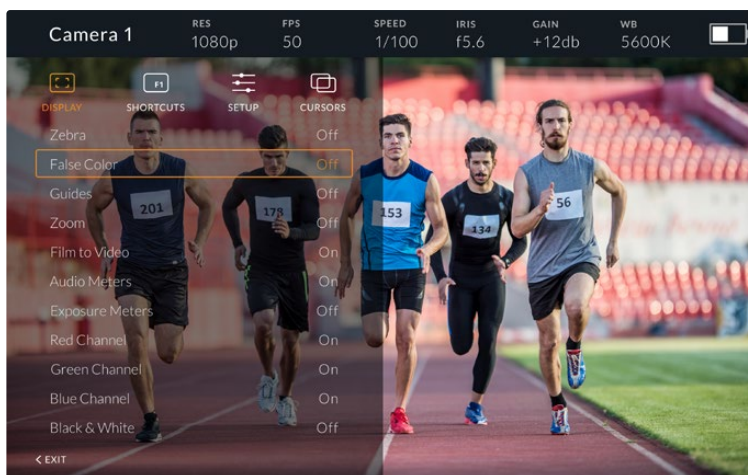 Camera 1
RES
1080p
FPS
50
SPEED
1/100
IRIS
f5.6
GAIN
+12db
WB
5600K
F1
DISPLAY
SHORTCUTS
SETUP
CURSORS
Zebra Off
False Color Off
Guides Off
Zoom Off
Film to Video On
Audio Meters On
Exposure Meters Off
Red Channel On
Green Channel On
Blue Channel On
Black & White Off
< EXIT
201
178
153
134
56